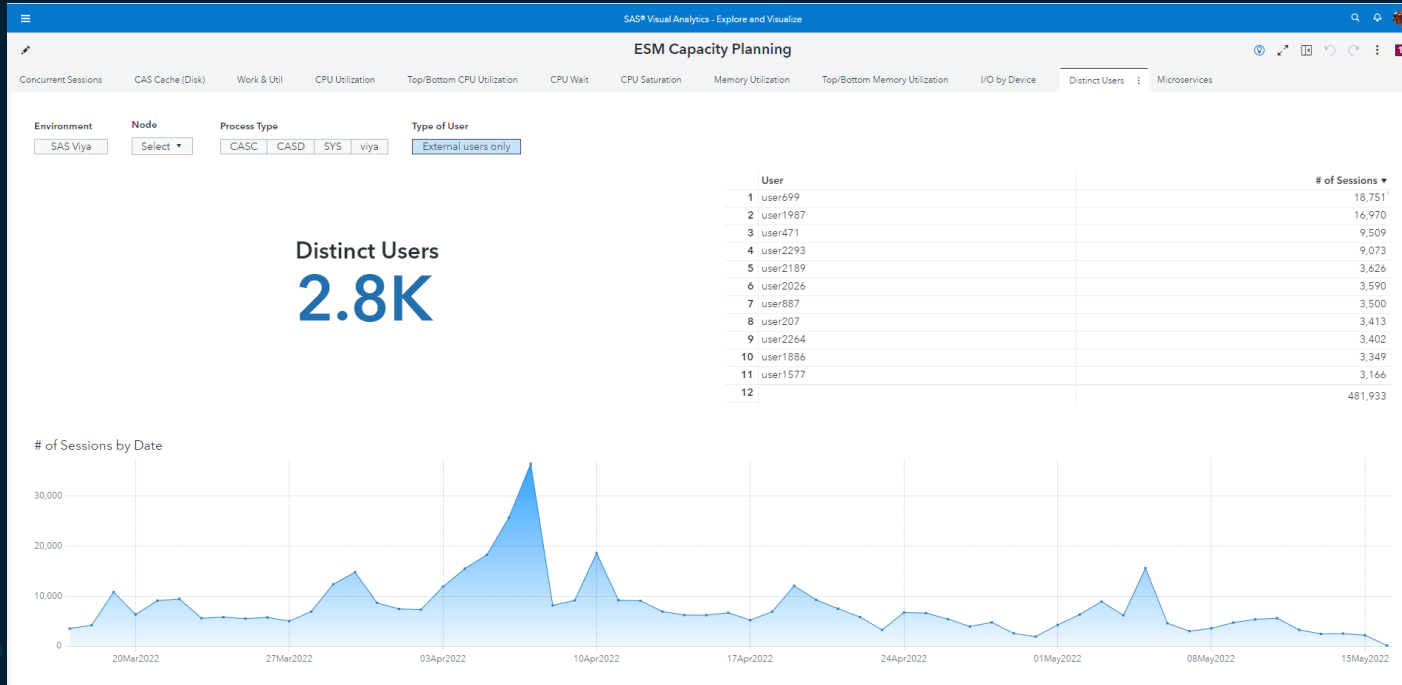 SAS® Visual Analytics - Explore and Visualize
ESM Capacity Planning
Concurrent Sessions CAS Cache (Disk) Work & Util CPU Utilization Top/Bottom CPU Utilization CPU Wait CPU Saturation Memory Utilization Top/Bottom Memory Utilization I/O by Device Distinct Users Microservices
Environment Node Process Type Type of User
SAS Viya Select CASC CASD SYS viya External users only
Distinct Users
2.8K
User # of Sessions
1 user699 18,751
2 user1987 16,970
3 user471 9,509
4 user2293 9,073
5 user2189 3,626
6 user2026 3,590
7 user887 3,500
8 user207 3,413
9 user2264 3,402
10 user1886 3,349
11 user1577 3,166
12 481,933
# of Sessions by Date
30,000
20,000
10,000
0
20Mar2022 27Mar2022 03Apr2022 10Apr2022 17Apr2022 24Apr2022 01May2022 08May2022 15May2022